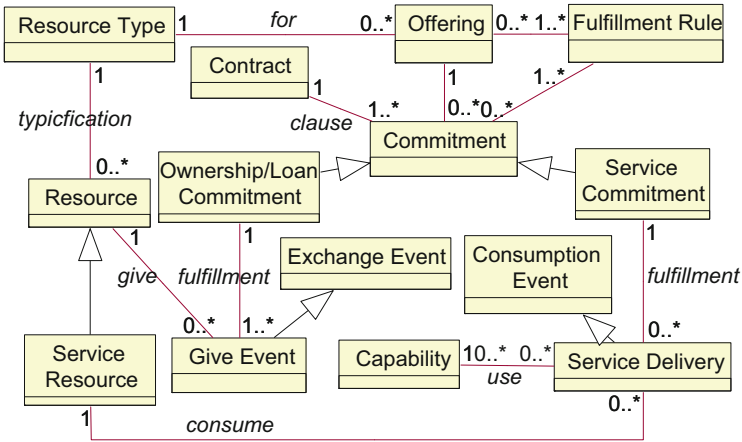 Resource Type 1 for 0..* Offering 0..* 1..* Fulfillment Rule
1 Contract 1 1 1..*
typicfication clause 1..* 0..* 0..*
Commitment
0..* Ownership/Loan Service
Resource Commitment Commitment
1 1 1
Exchange Event Consumption
give fulfillment Event fulfillment
0..* 1..* 0..*
Service Give Event Capability 10..* 0..* Service Delivery
Resource use
1 consume 0..*